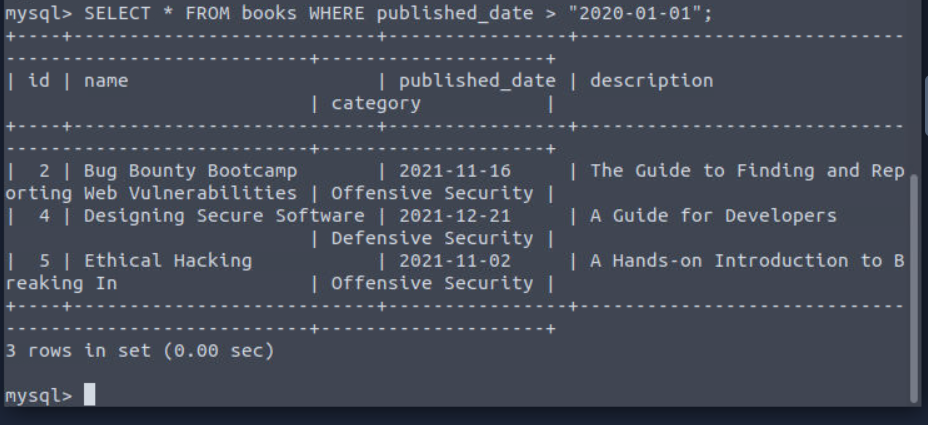 mysql> SELECT * FROM books WHERE published_date > "2020-01-01";
+----+----------------------------+----------------+-----------------------------
---------------------------+--------------------+
| id | name                       | published_date | description
                           | category           |
+----+----------------------------+----------------+-----------------------------
---------------------------+--------------------+
|  2 | Bug Bounty Bootcamp       | 2021-11-16     | The Guide to Finding and Rep
orting Web Vulnerabilities | Offensive Security |
|  4 | Designing Secure Software | 2021-12-21     | A Guide for Developers
                           | Defensive Security |
|  5 | Ethical Hacking           | 2021-11-02     | A Hands-on Introduction to B
reaking In                 | Offensive Security |
+----+----------------------------+----------------+-----------------------------
---------------------------+--------------------+
3 rows in set (0.00 sec)
mysql>